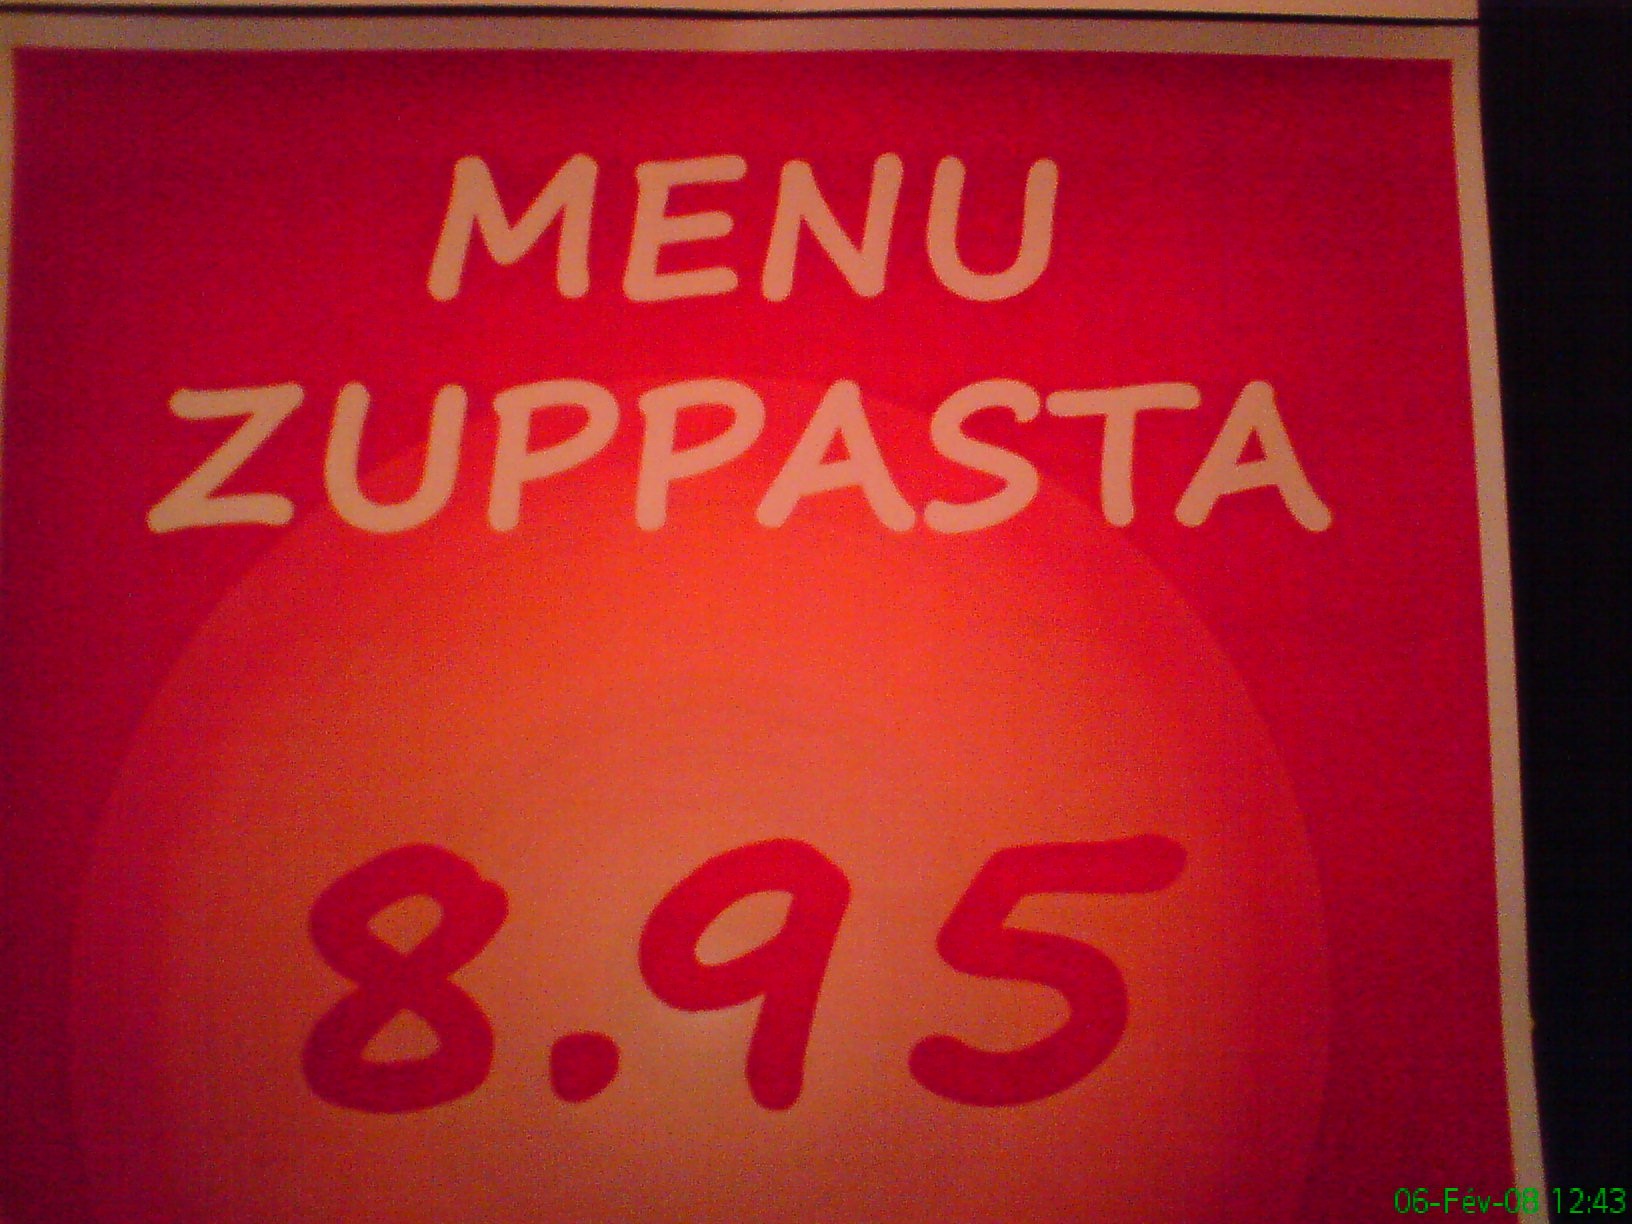 MENU
ZUPPASTA
8.95
06-Fév-08 12:43